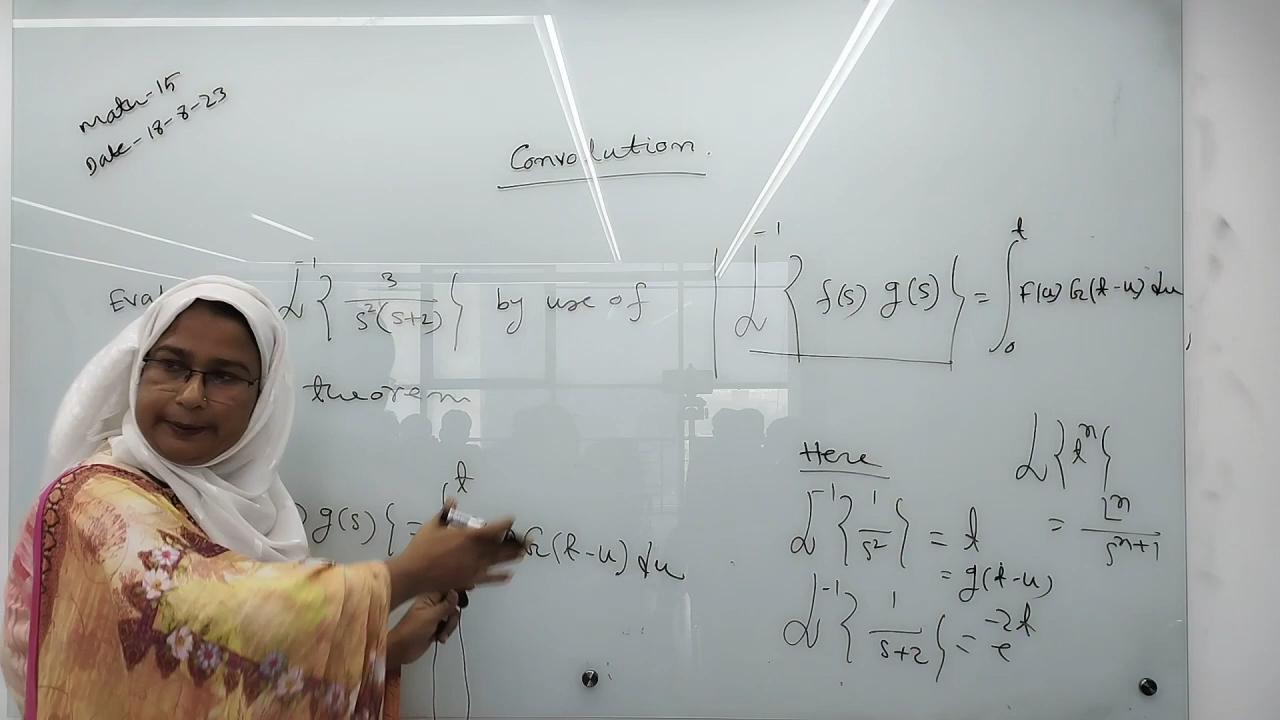 Math-15
Date-18-8-23
Convolution.
Eval
L⁻¹ { 3 / s²(s+2) } by use of
theorem
g(s)} =
t
G(t-u) du
L⁻¹ { f(s) g(s) } = ∫₀ᵗ F(u) G(t-u) du
Here
L⁻¹ { 1 / s² } = t
= g(t-u)
L⁻¹ { 1 / s+2 } = e⁻²ᵗ
L { tⁿ }
= ⌊n / sⁿ⁺¹